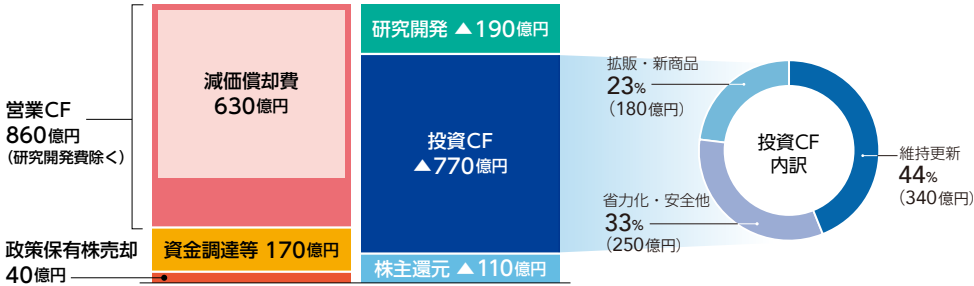 営業CF
860億円
（研究開発費除く）
減価償却費
630億円
政策保有株売却
40億円
資金調達等 170億円
研究開発 ▲190億円
投資CF
▲770億円
株主還元 ▲110億円
拡販・新商品
23%
（180億円）
省力化・安全他
33%
（250億円）
投資CF
内訳
維持更新
44%
（340億円）